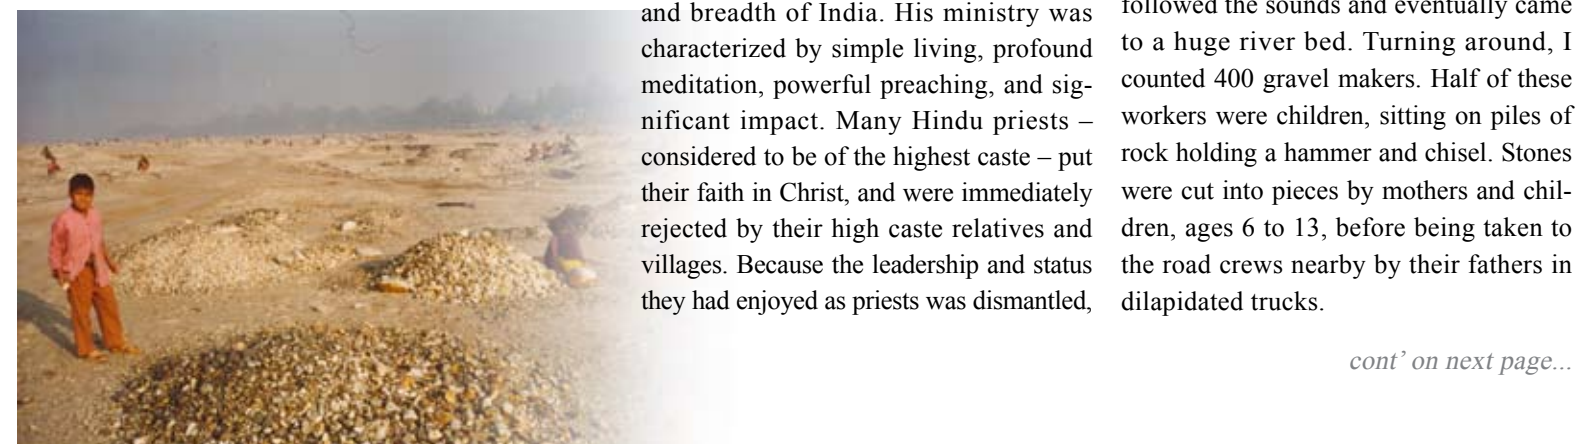 and breadth of India. His ministry was
characterized by simple living, profound
meditation, powerful preaching, and sig-
nificant impact. Many Hindu priests –
considered to be of the highest caste – put
their faith in Christ, and were immediately
rejected by their high caste relatives and
villages. Because the leadership and status
they had enjoyed as priests was dismantled,
followed the sounds and eventually came
to a huge river bed. Turning around, I
counted 400 gravel makers. Half of these
workers were children, sitting on piles of
rock holding a hammer and chisel. Stones
were cut into pieces by mothers and chil-
dren, ages 6 to 13, before being taken to
the road crews nearby by their fathers in
dilapidated trucks.
cont’ on next page...